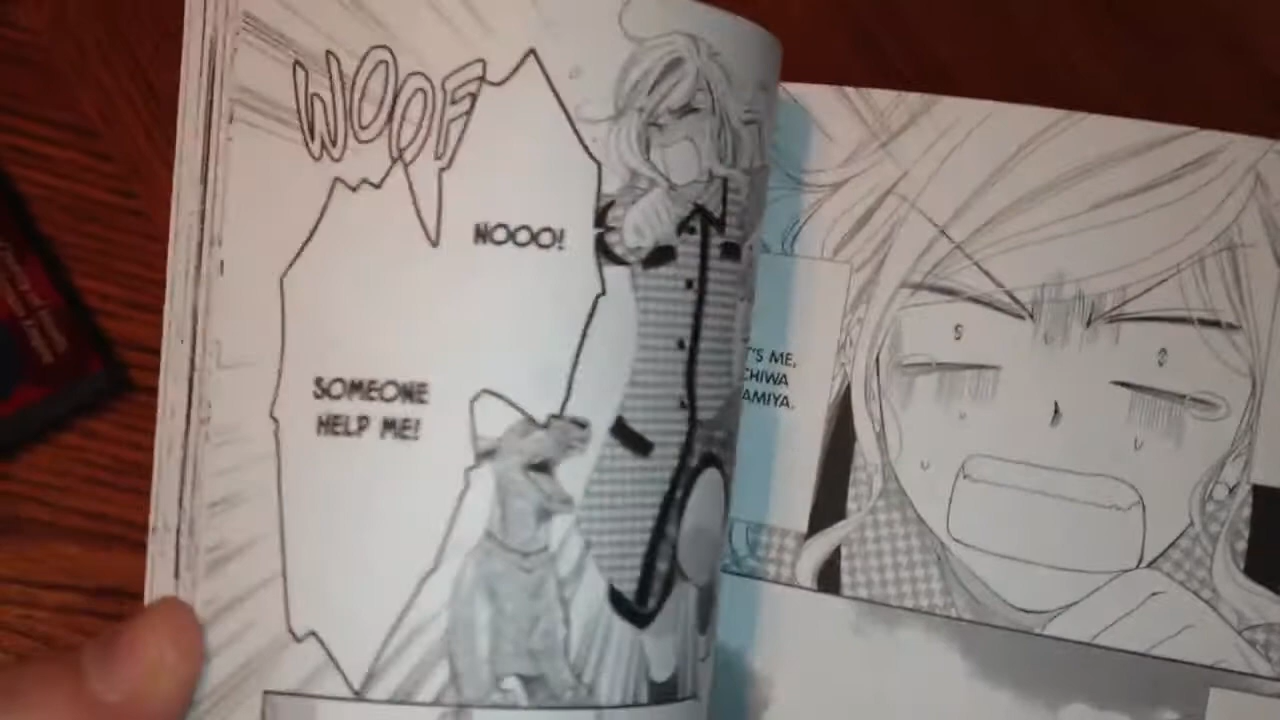 WOOF
NOOO!
SOMEONE
HELP ME!
'S ME,
CHIWA
AMIYA.